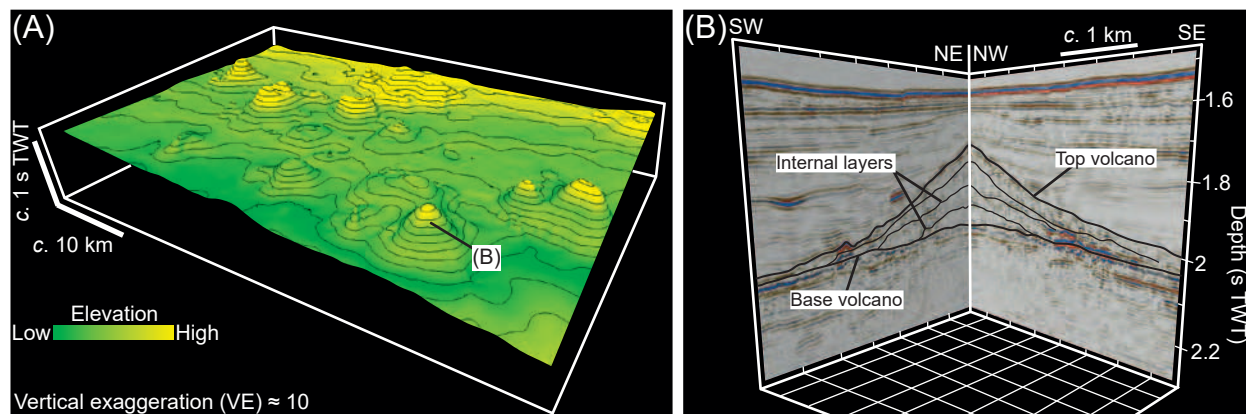 (A)
c. 1 s TWT
c. 10 km
(B)
Elevation
Low High
Vertical exaggeration (VE) ≈ 10
(B)
SW
NE NW
c. 1 km
SE
1.6
Internal layers
Top volcano
1.8
Base volcano
2
2.2
Depth (s TWT)